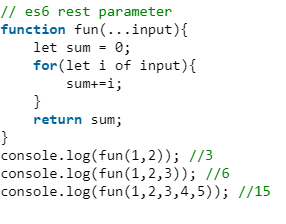 // es6 rest parameter
function fun(...input){
    let sum = 0;
    for(let i of input){
        sum+=i;
    }
    return sum;
}
console.log(fun(1,2)); //3
console.log(fun(1,2,3)); //6
console.log(fun(1,2,3,4,5)); //15